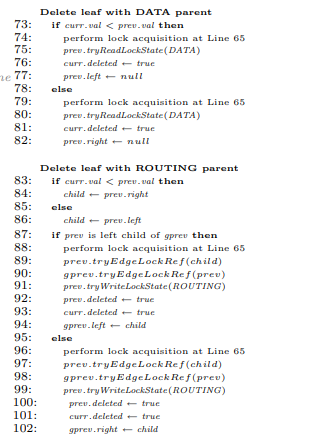 Delete leaf with DATA parent
73: if curr.val < prev.val then
74: perform lock acquisition at Line 65
75: prev.tryReadLockState(DATA)
76: curr.deleted ← true
ne 77: prev.left ← null
78: else
79: perform lock acquisition at Line 65
80: prev.tryReadLockState(DATA)
81: curr.deleted ← true
82: prev.right ← null
Delete leaf with ROUTING parent
83: if curr.val < prev.val then
84: child ← prev.right
85: else
86: child ← prev.left
87: if prev is left child of gprev then
88: perform lock acquisition at Line 65
89: prev.tryEdgeLockRef(child)
90: gprev.tryEdgeLockRef(prev)
91: prev.tryWriteLockState(ROUTING)
92: prev.deleted ← true
93: curr.deleted ← true
94: gprev.left ← child
95: else
96: perform lock acquisition at Line 65
97: prev.tryEdgeLockRef(child)
98: gprev.tryEdgeLockRef(prev)
99: prev.tryWriteLockState(ROUTING)
100: prev.deleted ← true
101: curr.deleted ← true
102: gprev.right ← child